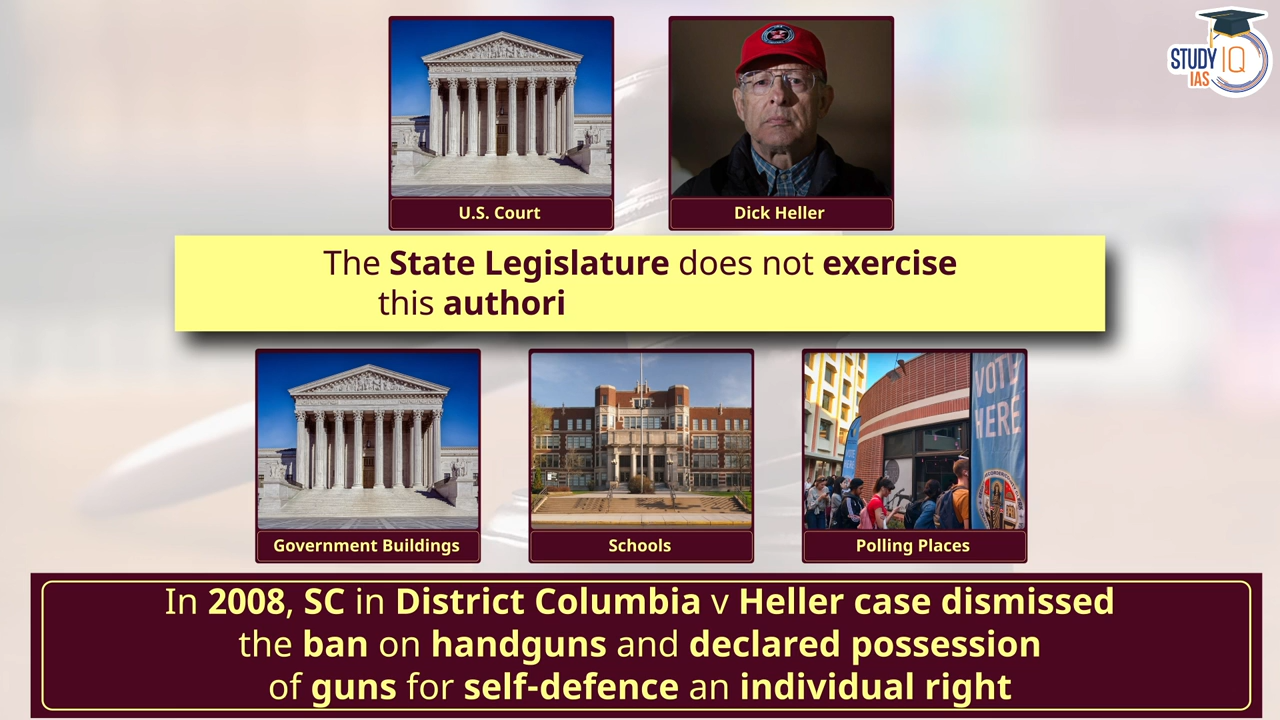 STUDY IQ
IAS
U.S. Court
Dick Heller
The State Legislature does not exercise
this authori
VOTE
HERE
Government Buildings
Schools
Polling Places
In 2008, SC in District Columbia v Heller case dismissed
the ban on handguns and declared possession
of guns for self-defence an individual right